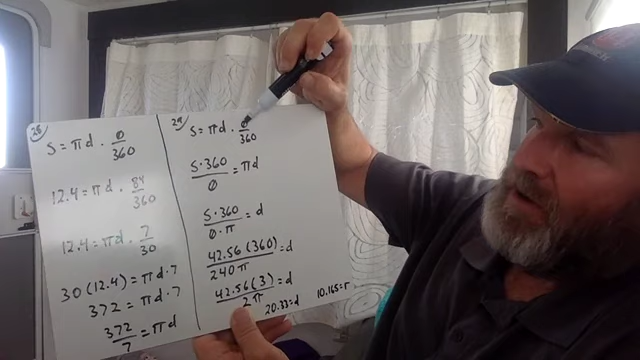 28
S = πd · θ/360
12.4 = πd · 84/360
12.4 = πd · 7/30
30(12.4) = πd·7
372 = πd·7
372/7 = πd
29
S = πd · θ/360
S·360/θ = πd
S·360/θ·π = d
42.56(360)/240π = d
42.56(3)/2π = d
20.33=d
10.165=r